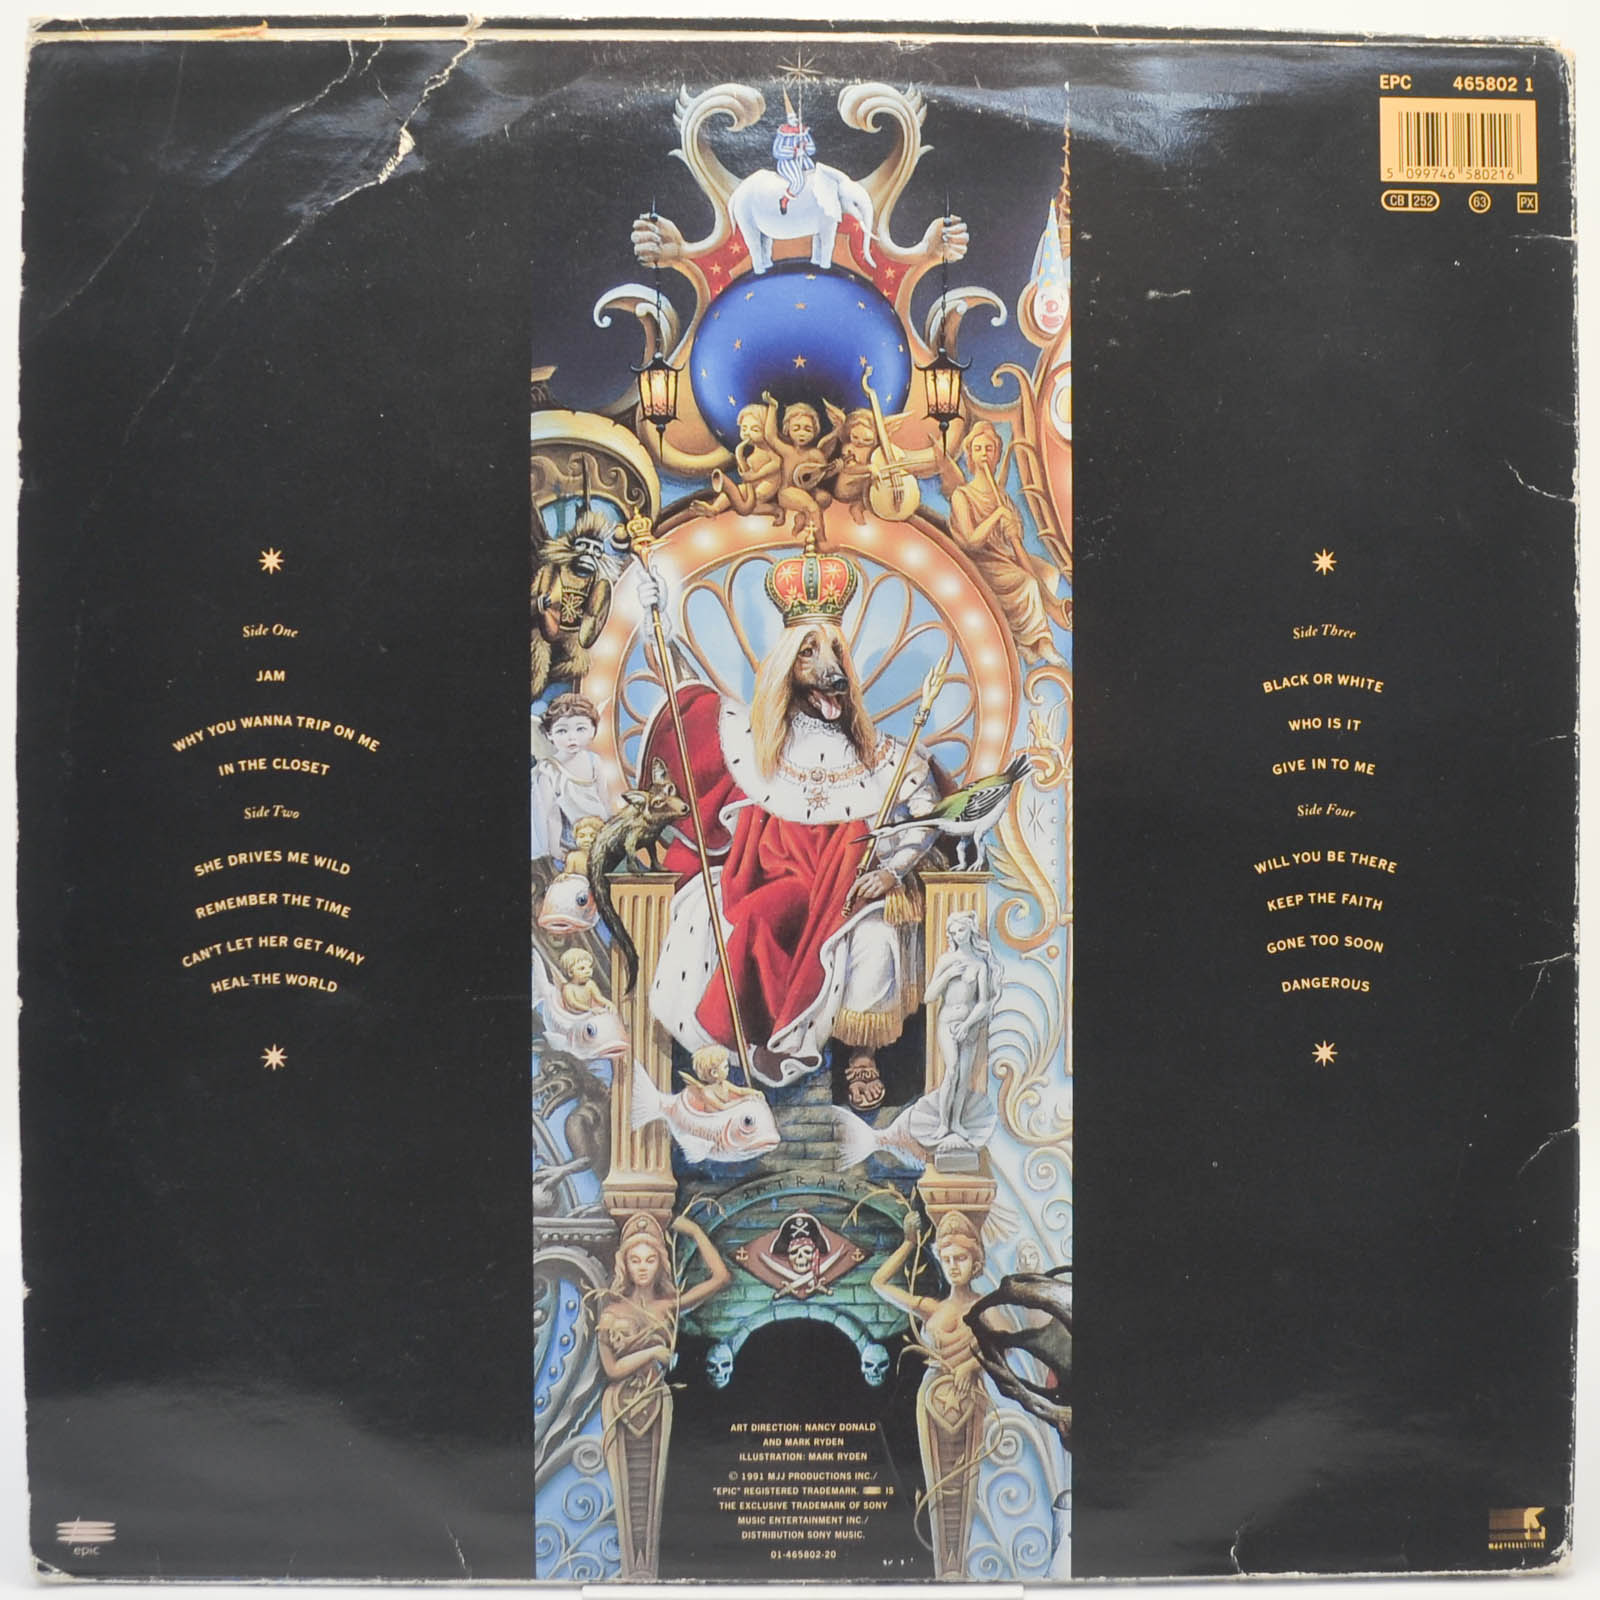 EPC 465802 1
5 099746 580216
CB 252 63 PX
Side One
JAM
WHY YOU WANNA TRIP ON ME
IN THE CLOSET
Side Two
SHE DRIVES ME WILD
REMEMBER THE TIME
CAN'T LET HER GET AWAY
HEAL THE WORLD
Side Three
BLACK OR WHITE
WHO IS IT
GIVE IN TO ME
Side Four
WILL YOU BE THERE
KEEP THE FAITH
GONE TOO SOON
DANGEROUS
M J
INTRARE
ART DIRECTION: NANCY DONALD
AND MARK RYDEN
ILLUSTRATION: MARK RYDEN
© 1991 MJJ PRODUCTIONS INC./
"EPIC" REGISTERED TRADEMARK. IS
THE EXCLUSIVE TRADEMARK OF SONY
MUSIC ENTERTAINMENT INC./
DISTRIBUTION SONY MUSIC.
01-465802-20
epic
MJJ PRODUCTIONS